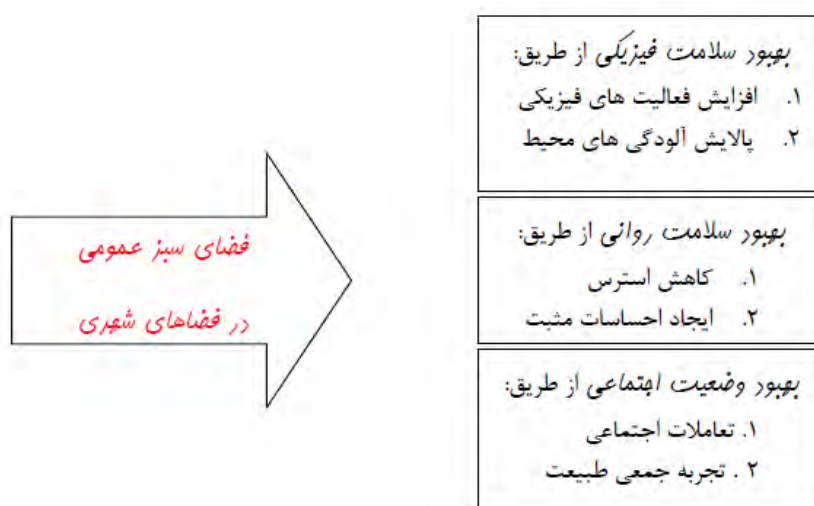 بهبود سلامت فیزیکی از طریق:
۱. افزایش فعالیت های فیزیکی
۲. پالایش آلودگی های محیط
بهبود سلامت روانی از طریق:
۱. کاهش استرس
۲. ایجاد احساسات مثبت
بهبود وضعیت اجتماعی از طریق:
۱. تعاملات اجتماعی
۲ . تجربه جمعی طبیعت
فضای سبز عمومی
در فضاهای شهری